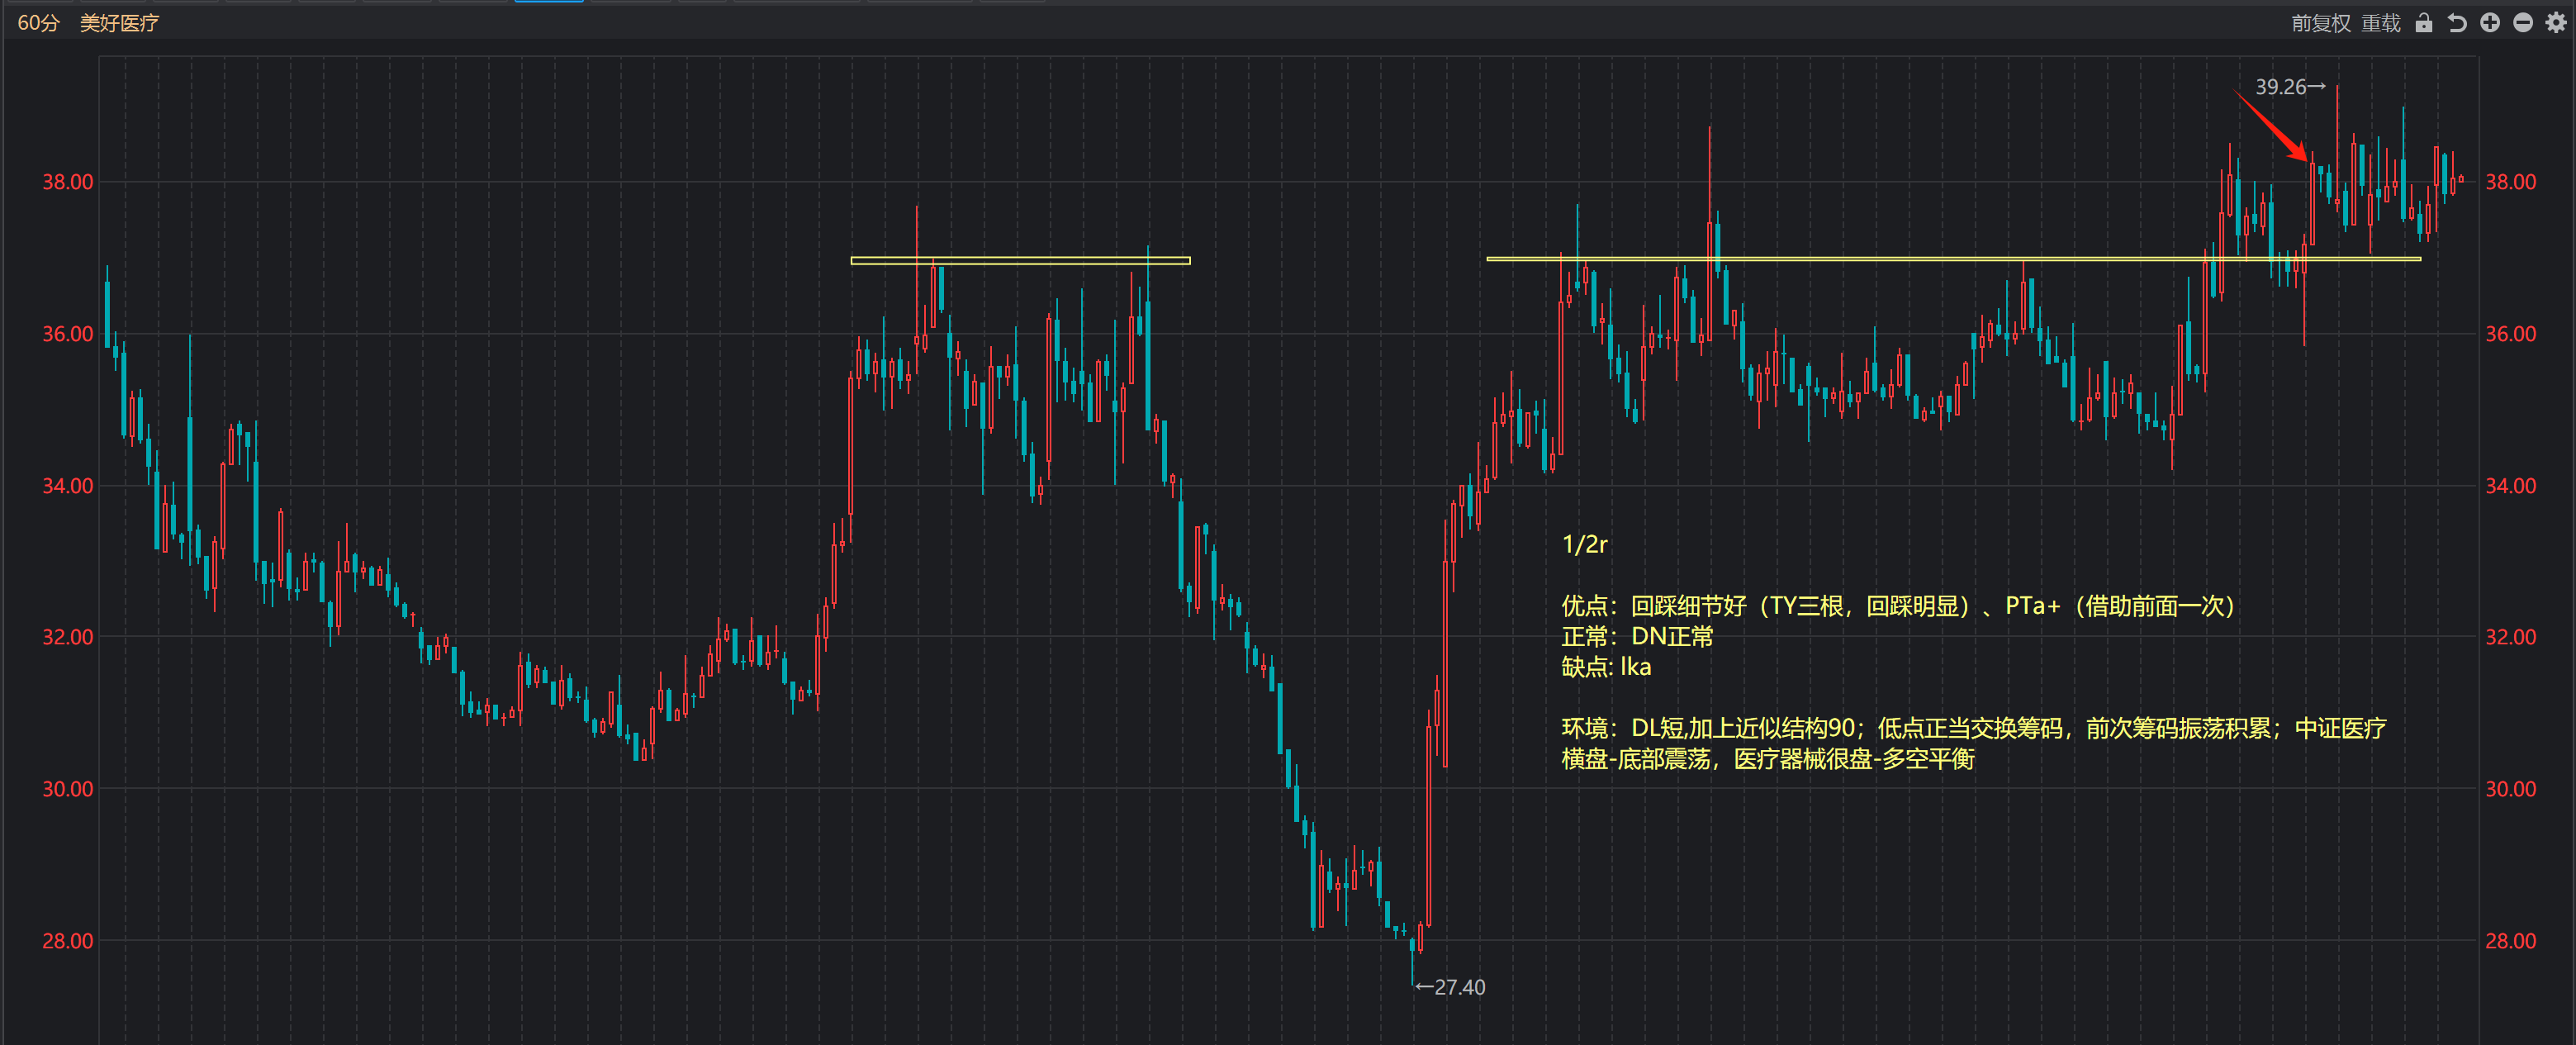 60分 美好医疗
前复权 重载
39.26→
38.00 38.00
36.00 36.00
34.00 34.00
1/2r
优点：回踩细节好（TY三根，回踩明显）、PTa+（借助前面一次）
32.00 正常：DN正常 32.00
缺点: lka
环境：DL短,加上近似结构90；低点正当交换筹码，前次筹码振荡积累；中证医疗
横盘-底部震荡，医疗器械很盘-多空平衡
30.00 30.00
28.00 28.00
←27.40